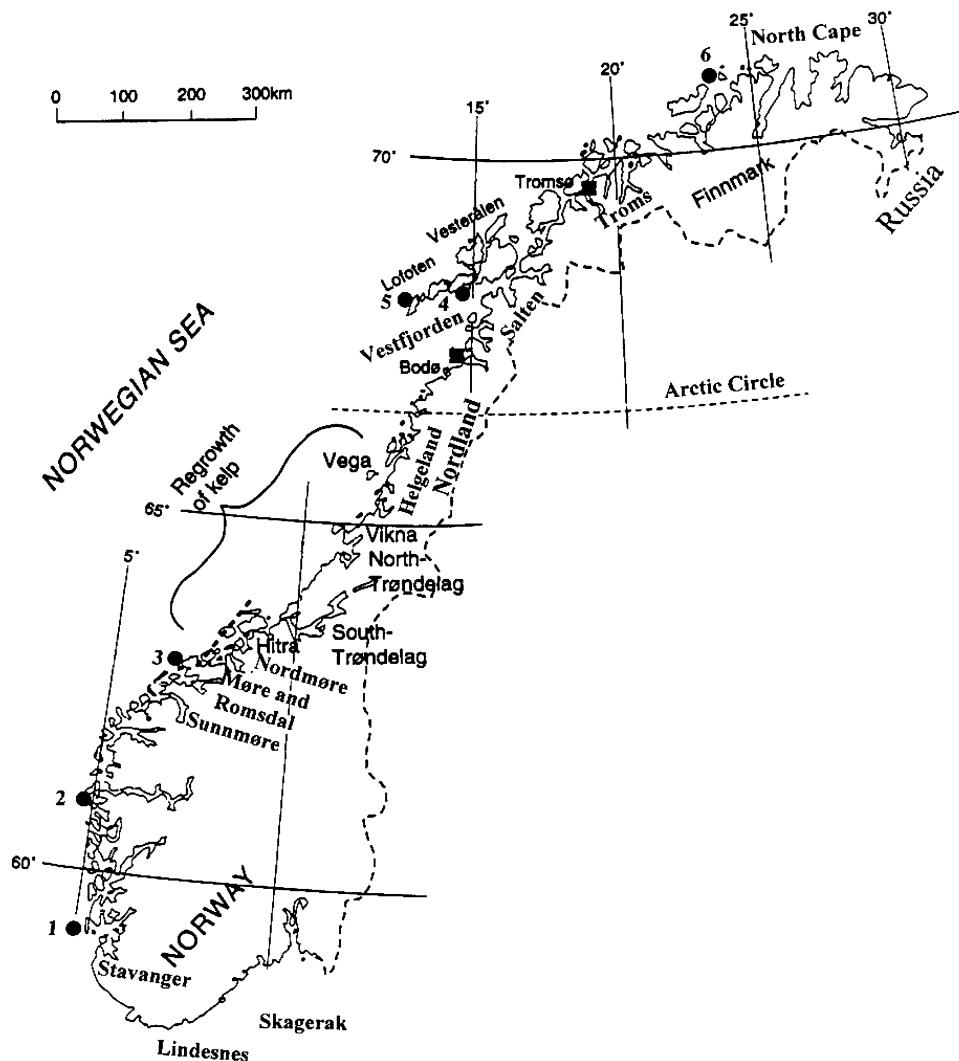 25°
North Cape
30°
6
20°
0 100 200 300km
15°
70°
Tromsø
Troms
Finnmark
Russia
Vesterålen
Lofoten
5
4
Vestfjorden
Salten
Bodø
NORWEGIAN SEA
Arctic Circle
Nordland
Helgeland
Regrowth
of kelp
Vega
65°
Vikna
North-
Trøndelag
5°
South-
Trøndelag
Hitra
3
Nordmøre
Møre and
Romsdal
Sunnmøre
2
60°
NORWAY
1
Stavanger
Skagerak
Lindesnes